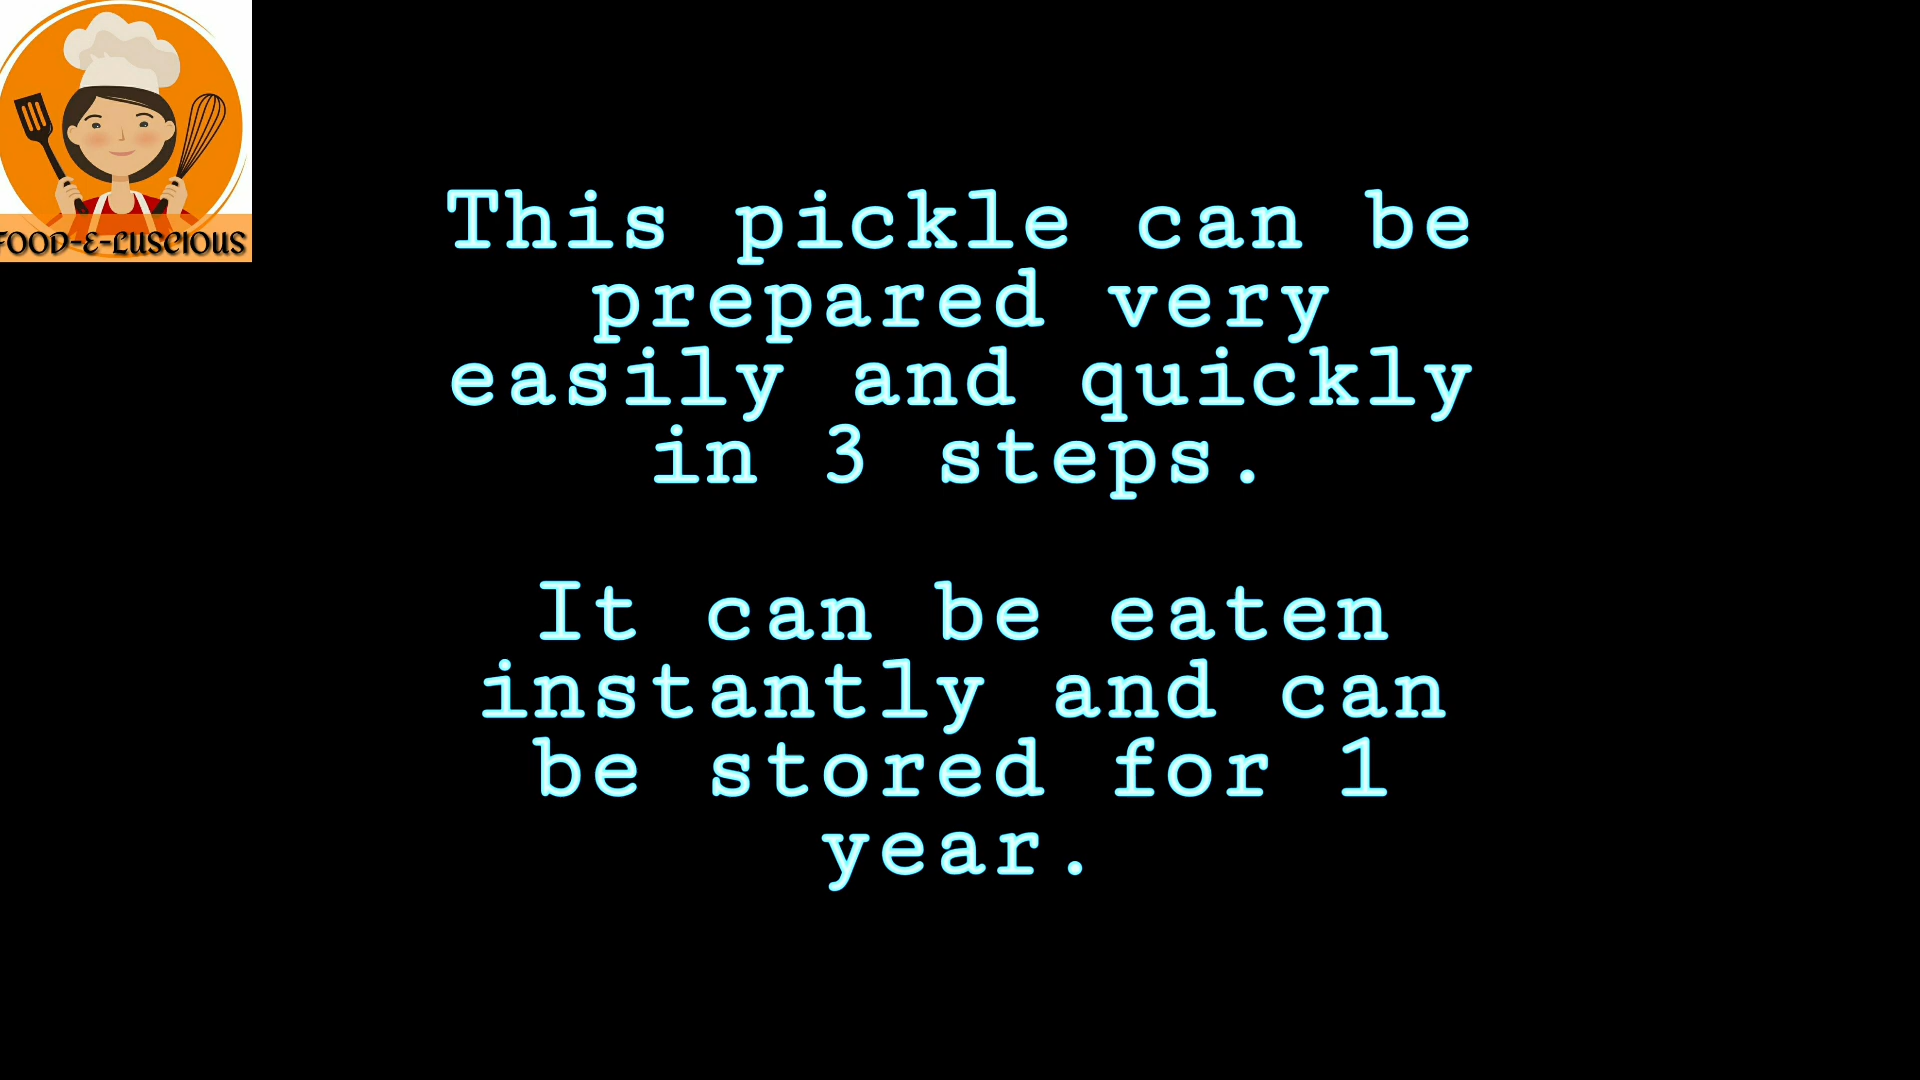 FOOD-E-LUSCIOUS
This pickle can be
prepared very
easily and quickly
in 3 steps.
It can be eaten
instantly and can
be stored for 1
year.